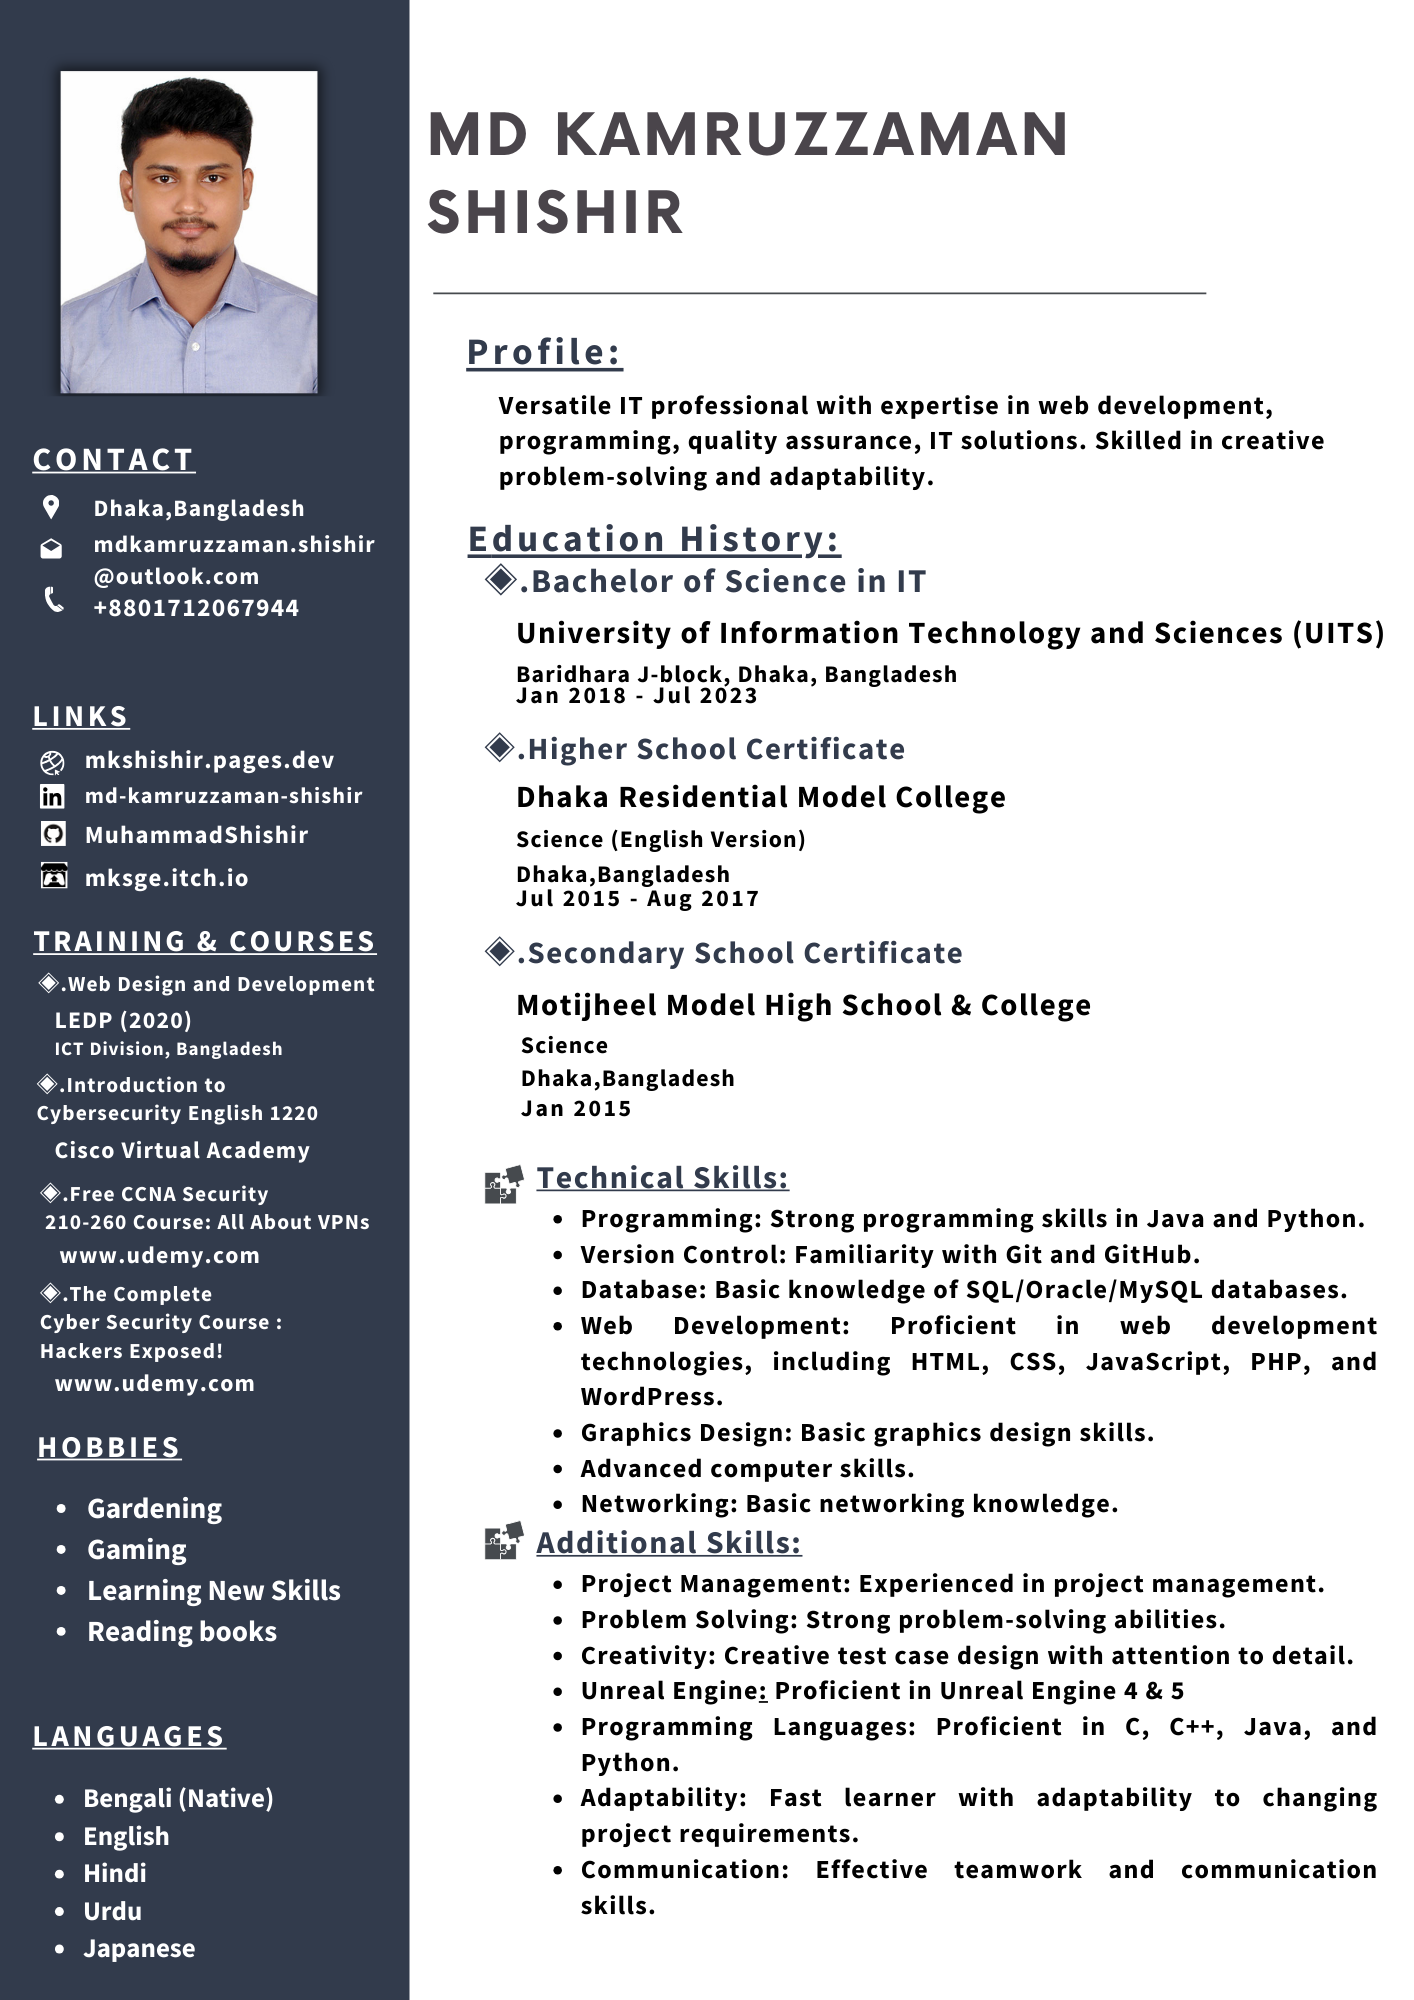 MD KAMRUZZAMAN
SHISHIR
CONTACT
Dhaka,Bangladesh
mdkamruzzaman.shishir
@outlook.com
+8801712067944
LINKS
mkshishir.pages.dev
in md-kamruzzaman-shishir
MuhammadShishir
mksge.itch.io
TRAINING & COURSES
◈.Web Design and Development
LEDP (2020)
ICT Division, Bangladesh
◈.Introduction to
Cybersecurity English 1220
Cisco Virtual Academy
◈.Free CCNA Security
210-260 Course: All About VPNs
www.udemy.com
◈.The Complete
Cyber Security Course :
Hackers Exposed!
www.udemy.com
HOBBIES
• Gardening
• Gaming
• Learning New Skills
• Reading books
LANGUAGES
• Bengali (Native)
• English
• Hindi
• Urdu
• Japanese
Profile:
Versatile IT professional with expertise in web development,
programming, quality assurance, IT solutions. Skilled in creative
problem-solving and adaptability.
Education History:
◈.Bachelor of Science in IT
University of Information Technology and Sciences (UITS)
Baridhara J-block, Dhaka, Bangladesh
Jan 2018 - Jul 2023
◈.Higher School Certificate
Dhaka Residential Model College
Science (English Version)
Dhaka,Bangladesh
Jul 2015 - Aug 2017
◈.Secondary School Certificate
Motijheel Model High School & College
Science
Dhaka,Bangladesh
Jan 2015
Technical Skills:
• Programming: Strong programming skills in Java and Python.
• Version Control: Familiarity with Git and GitHub.
• Database: Basic knowledge of SQL/Oracle/MySQL databases.
• Web Development: Proficient in web development
technologies, including HTML, CSS, JavaScript, PHP, and
WordPress.
• Graphics Design: Basic graphics design skills.
• Advanced computer skills.
• Networking: Basic networking knowledge.
Additional Skills:
• Project Management: Experienced in project management.
• Problem Solving: Strong problem-solving abilities.
• Creativity: Creative test case design with attention to detail.
• Unreal Engine: Proficient in Unreal Engine 4 & 5
• Programming Languages: Proficient in C, C++, Java, and
Python.
• Adaptability: Fast learner with adaptability to changing
project requirements.
• Communication: Effective teamwork and communication
skills.